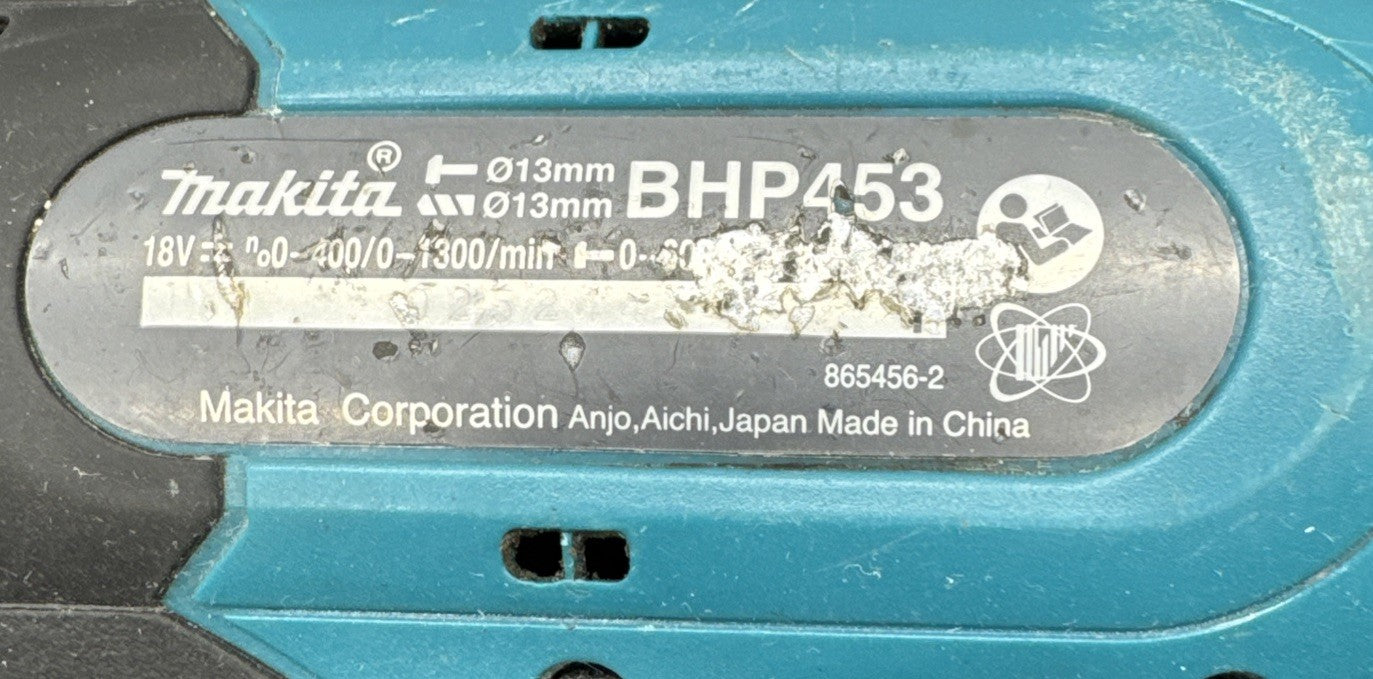 makita® Ø13mm BHP453
Ø13mm
18V⎓ n₀0-400/0-1300/min 0-
865456-2
Makita Corporation Anjo,Aichi,Japan Made in China